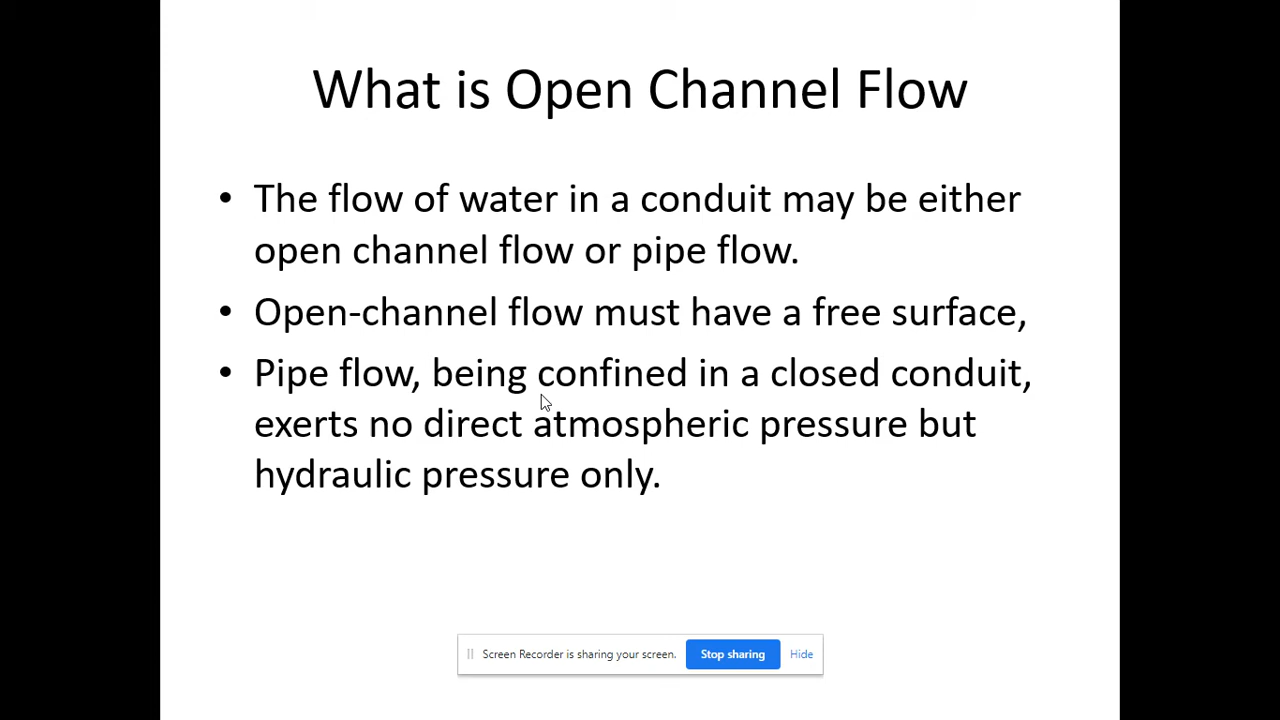 What is Open Channel Flow
• The flow of water in a conduit may be either
open channel flow or pipe flow.
• Open-channel flow must have a free surface,
• Pipe flow, being confined in a closed conduit,
exerts no direct atmospheric pressure but
hydraulic pressure only.
Screen Recorder is sharing your screen. Stop sharing Hide